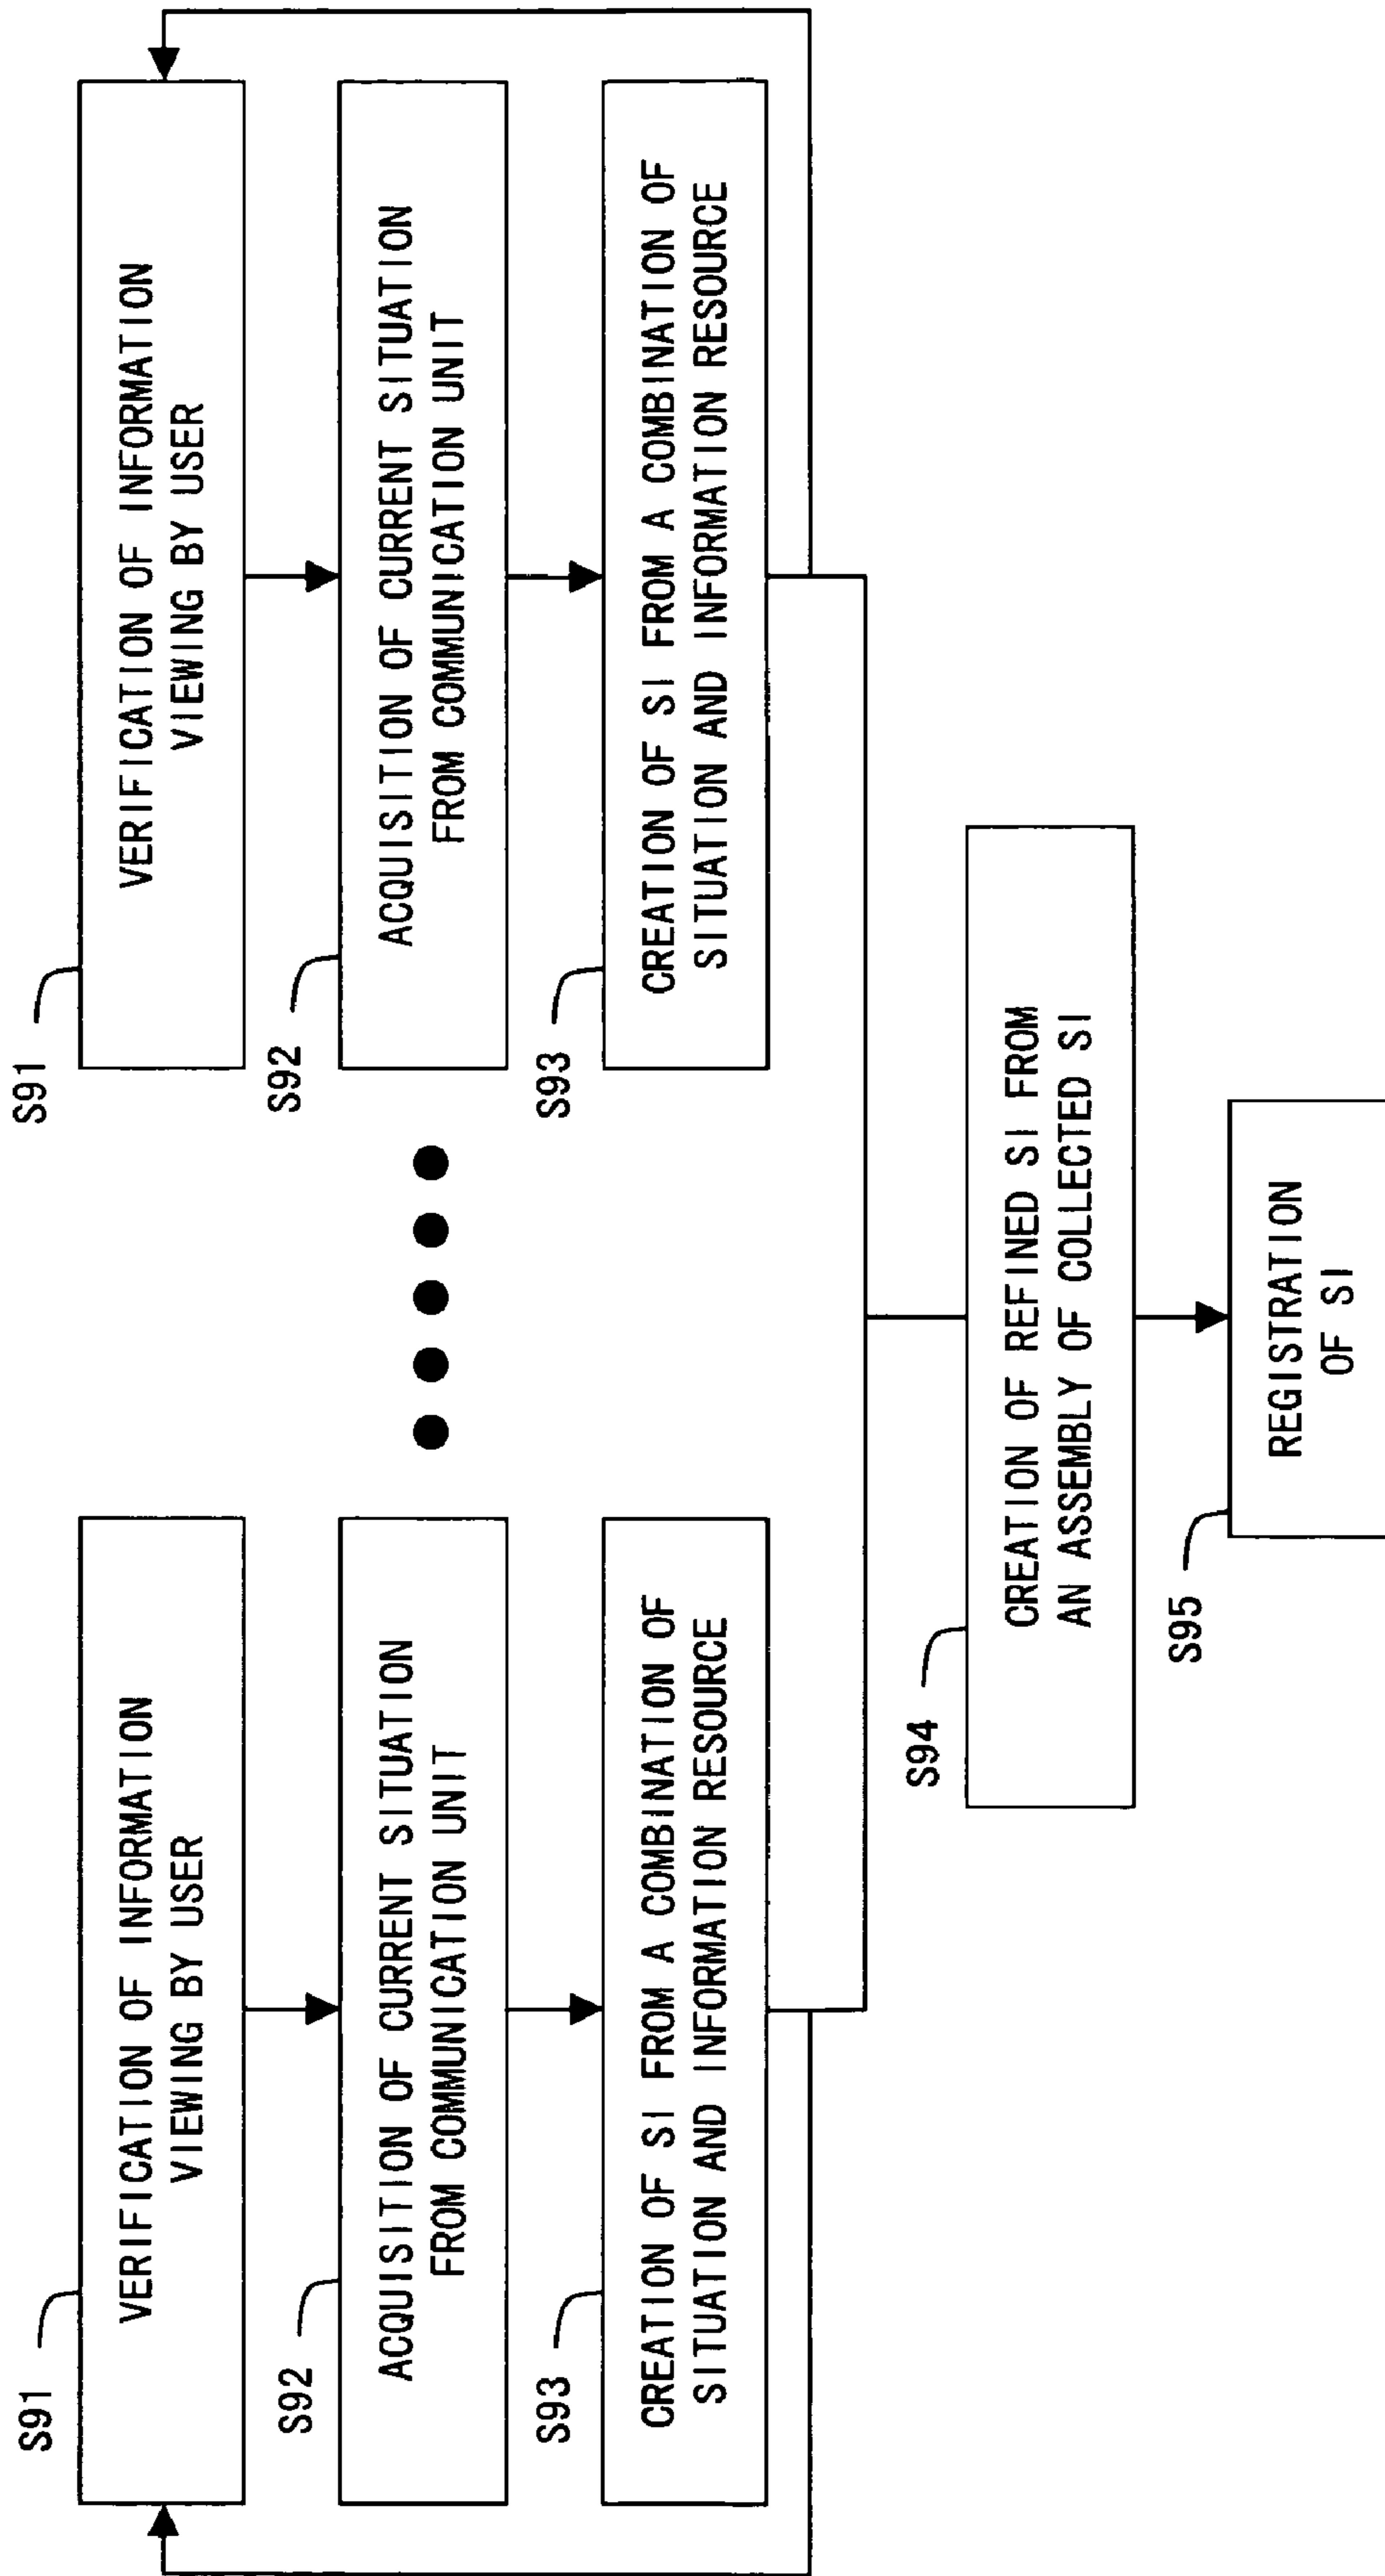 S91
VERIFICATION OF INFORMATION
VIEWING BY USER
S92
ACQUISITION OF CURRENT SITUATION
FROM COMMUNICATION UNIT
S93
CREATION OF SI FROM A COMBINATION OF
SITUATION AND INFORMATION RESOURCE
S91
VERIFICATION OF INFORMATION
VIEWING BY USER
S92
ACQUISITION OF CURRENT SITUATION
FROM COMMUNICATION UNIT
S93
CREATION OF SI FROM A COMBINATION OF
SITUATION AND INFORMATION RESOURCE
S94
CREATION OF REFINED SI FROM
AN ASSEMBLY OF COLLECTED SI
S95
REGISTRATION
OF SI